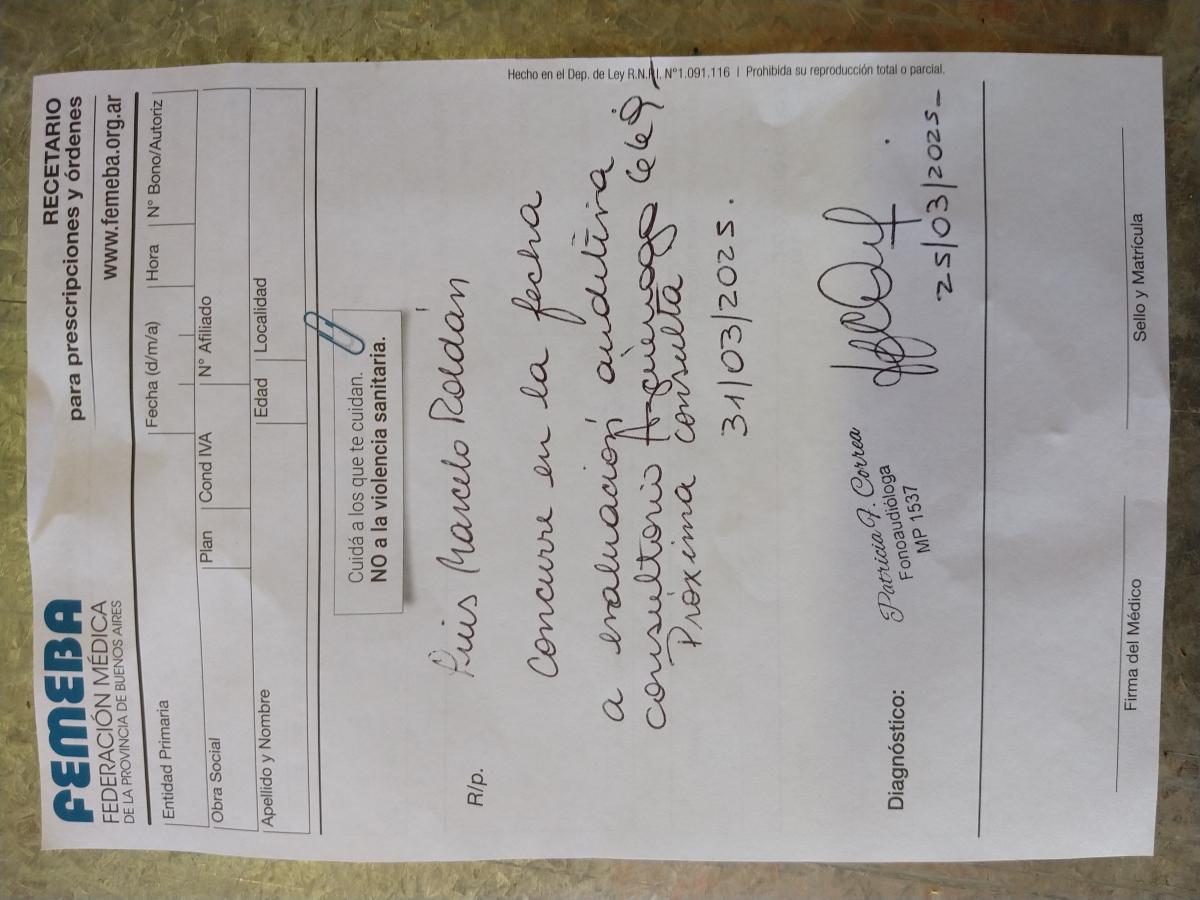 FEMEBA
FEDERACIÓN MÉDICA
DE LA PROVINCIA DE BUENOS AIRES
RECETARIO
para prescripciones y órdenes
www.femeba.org.ar
Entidad Primaria Fecha (d/m/a) Hora N° Bono/Autoriz
Obra Social Plan Cond IVA N° Afiliado
Apellido y Nombre Edad Localidad
Cuidá a los que te cuidan.
NO a la violencia sanitaria.
R/p. Luis Marcelo Roldán
Concurre en la fecha
a evaluación auditiva
consultorio
Próxima consulta
31/03/2025.
Diagnóstico:
Patricia F. Correa
Fonoaudióloga
MP 1537
25/03/2025-
Firma del Médico Sello y Matrícula
Hecho en el Dep. de Ley R.N.P.I. N°1.091.116 | Prohibida su reproducción total o parcial.